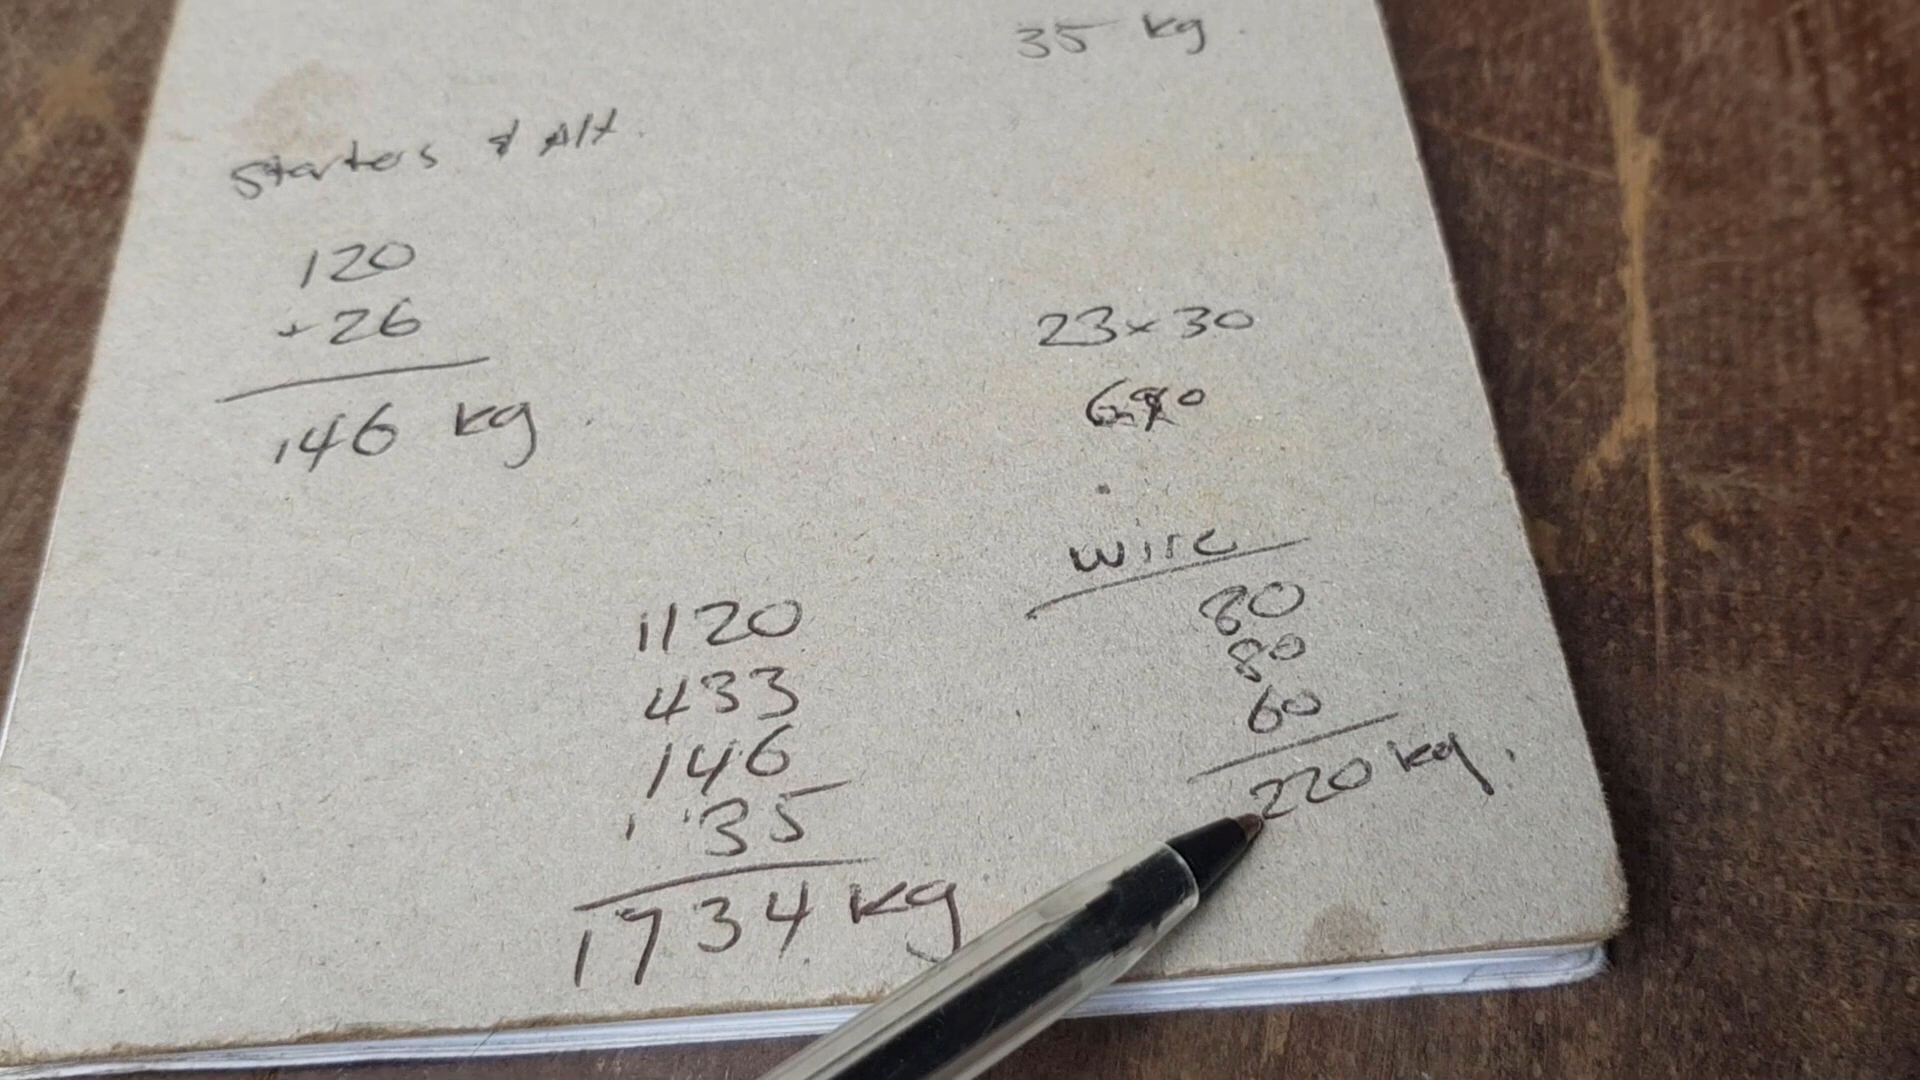 35 kg.
Starters & Alt.
120
+26
146 kg.
23x30
690
Wire
80
80
60
220 kg.
1120
433
146
35
1734 kg